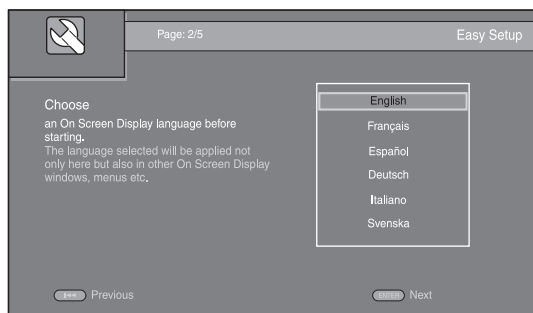 Page: 2/5
Easy Setup
Choose
an On Screen Display language before
starting.
The language selected will be applied not
only here but also in other On Screen Display
windows, menus etc.
English
Français
Español
Deutsch
Italiano
Svenska
Previous
ENTER Next